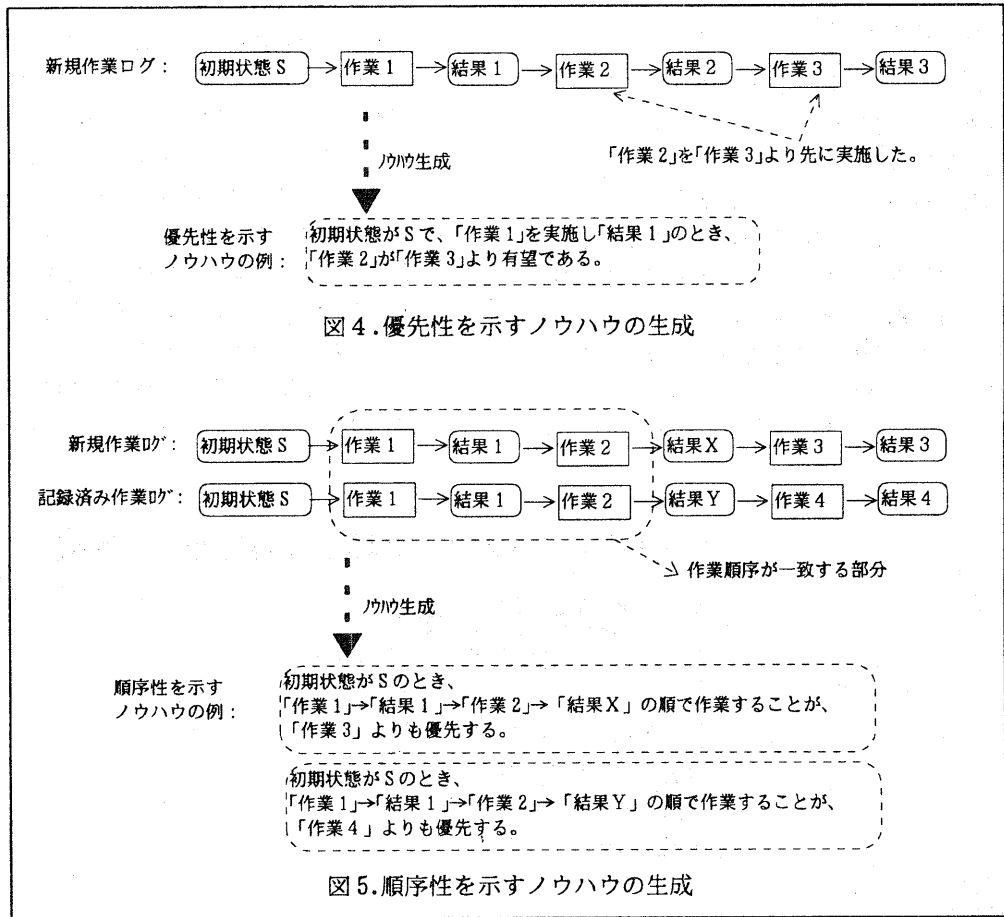 新規作業ログ: 初期状態S → 作業1 → 結果1 → 作業2 → 結果2 → 作業3 → 結果3
「作業2」を「作業3」より先に実施した。
ﾉｳﾊｳ生成
優先性を示す
ノウハウの例:
初期状態がSで、「作業1」を実施し「結果1」のとき、
「作業2」が「作業3」より有望である。
図4.優先性を示すノウハウの生成
新規作業ﾛｸﾞ: 初期状態S → 作業1 → 結果1 → 作業2 → 結果X → 作業3 → 結果3
記録済み作業ﾛｸﾞ: 初期状態S → 作業1 → 結果1 → 作業2 → 結果Y → 作業4 → 結果4
作業順序が一致する部分
ﾉｳﾊｳ生成
順序性を示す
ノウハウの例:
初期状態がSのとき、
「作業1」→「結果1」→「作業2」→「結果X」の順で作業することが、
「作業3」よりも優先する。
初期状態がSのとき、
「作業1」→「結果1」→「作業2」→「結果Y」の順で作業することが、
「作業4」よりも優先する。
図5.順序性を示すノウハウの生成